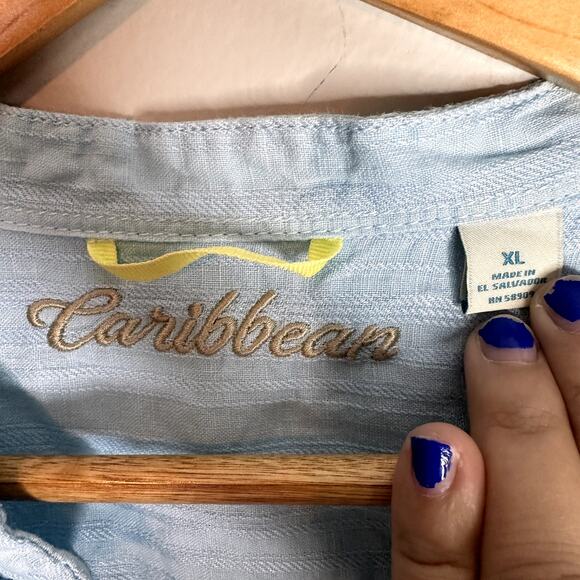 Caribbean
XL
MADE IN
EL SALVADOR
RN 58909